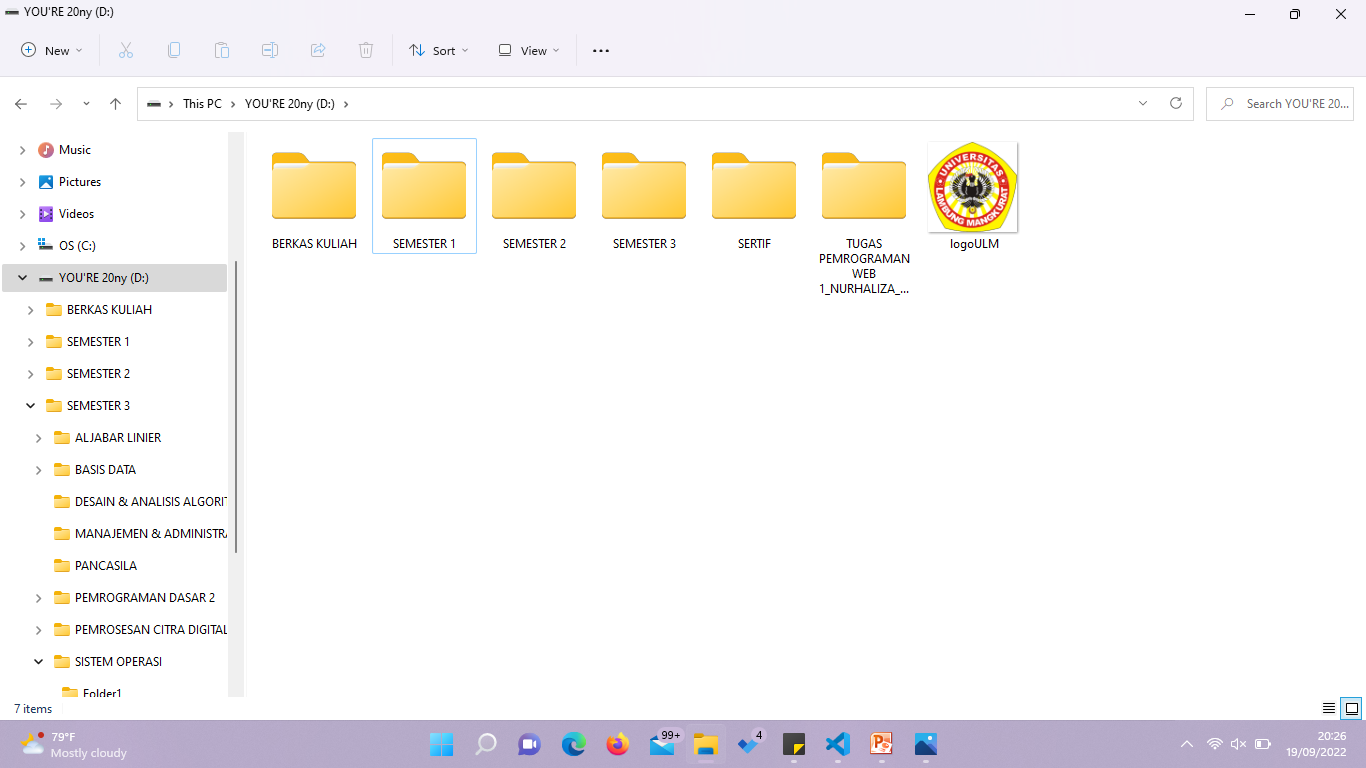 YOU'RE 20ny (D:)
New
Sort
View
This PC
YOU'RE 20ny (D:)
Search YOU'RE 20...
Music
Pictures
Videos
OS (C:)
YOU'RE 20ny (D:)
BERKAS KULIAH
SEMESTER 1
SEMESTER 2
SEMESTER 3
ALJABAR LINIER
BASIS DATA
DESAIN & ANALISIS ALGORIT
MANAJEMEN & ADMINISTRA
PANCASILA
PEMROGRAMAN DASAR 2
PEMROSESAN CITRA DIGITAL
SISTEM OPERASI
Folder1
BERKAS KULIAH
SEMESTER 1
SEMESTER 2
SEMESTER 3
SERTIF
TUGAS
PEMROGRAMAN
WEB
1_NURHALIZA_...
UNIVERSITAS
LAMBUNG MANGKURAT
logoULM
7 items
79°F
Mostly cloudy
99+
4
20:26
19/09/2022